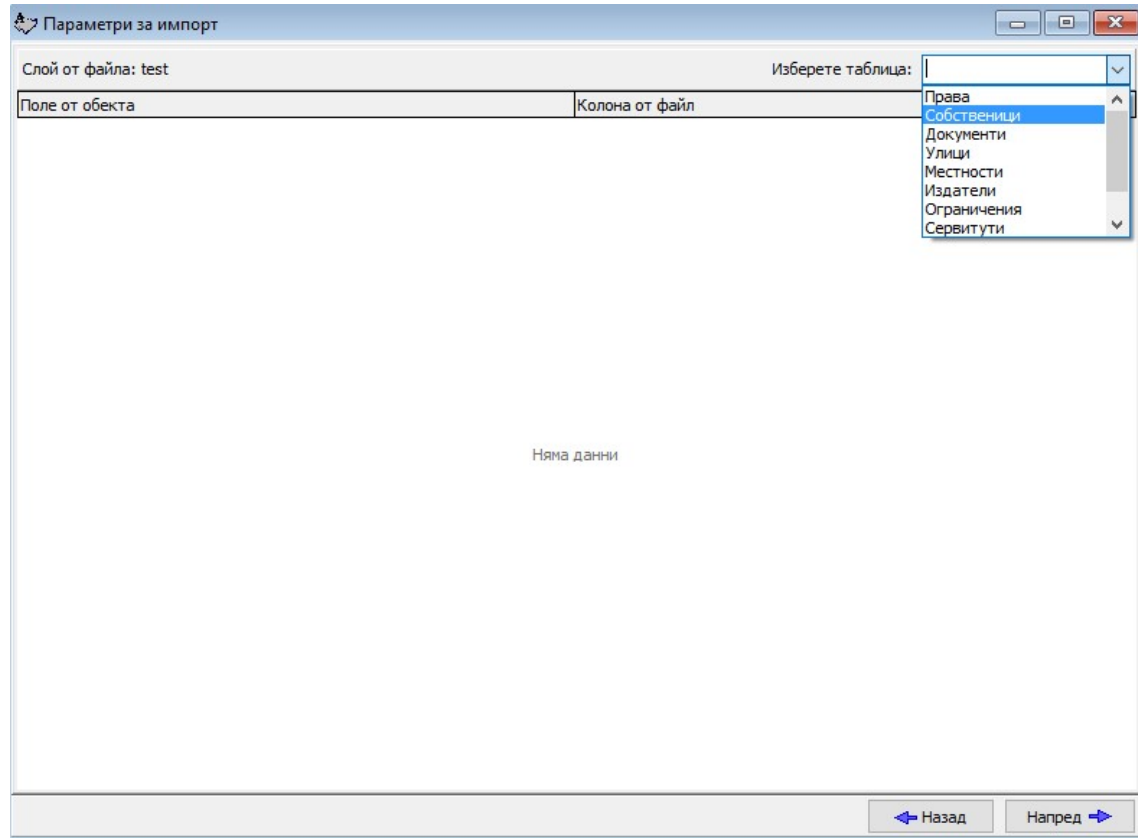 Параметри за импорт
Слой от файла: test Изберете таблица:
Поле от обекта Колона от файл
Права
Собственици
Документи
Улици
Местности
Издатели
Ограничения
Сервитути
Няма данни
Назад Напред